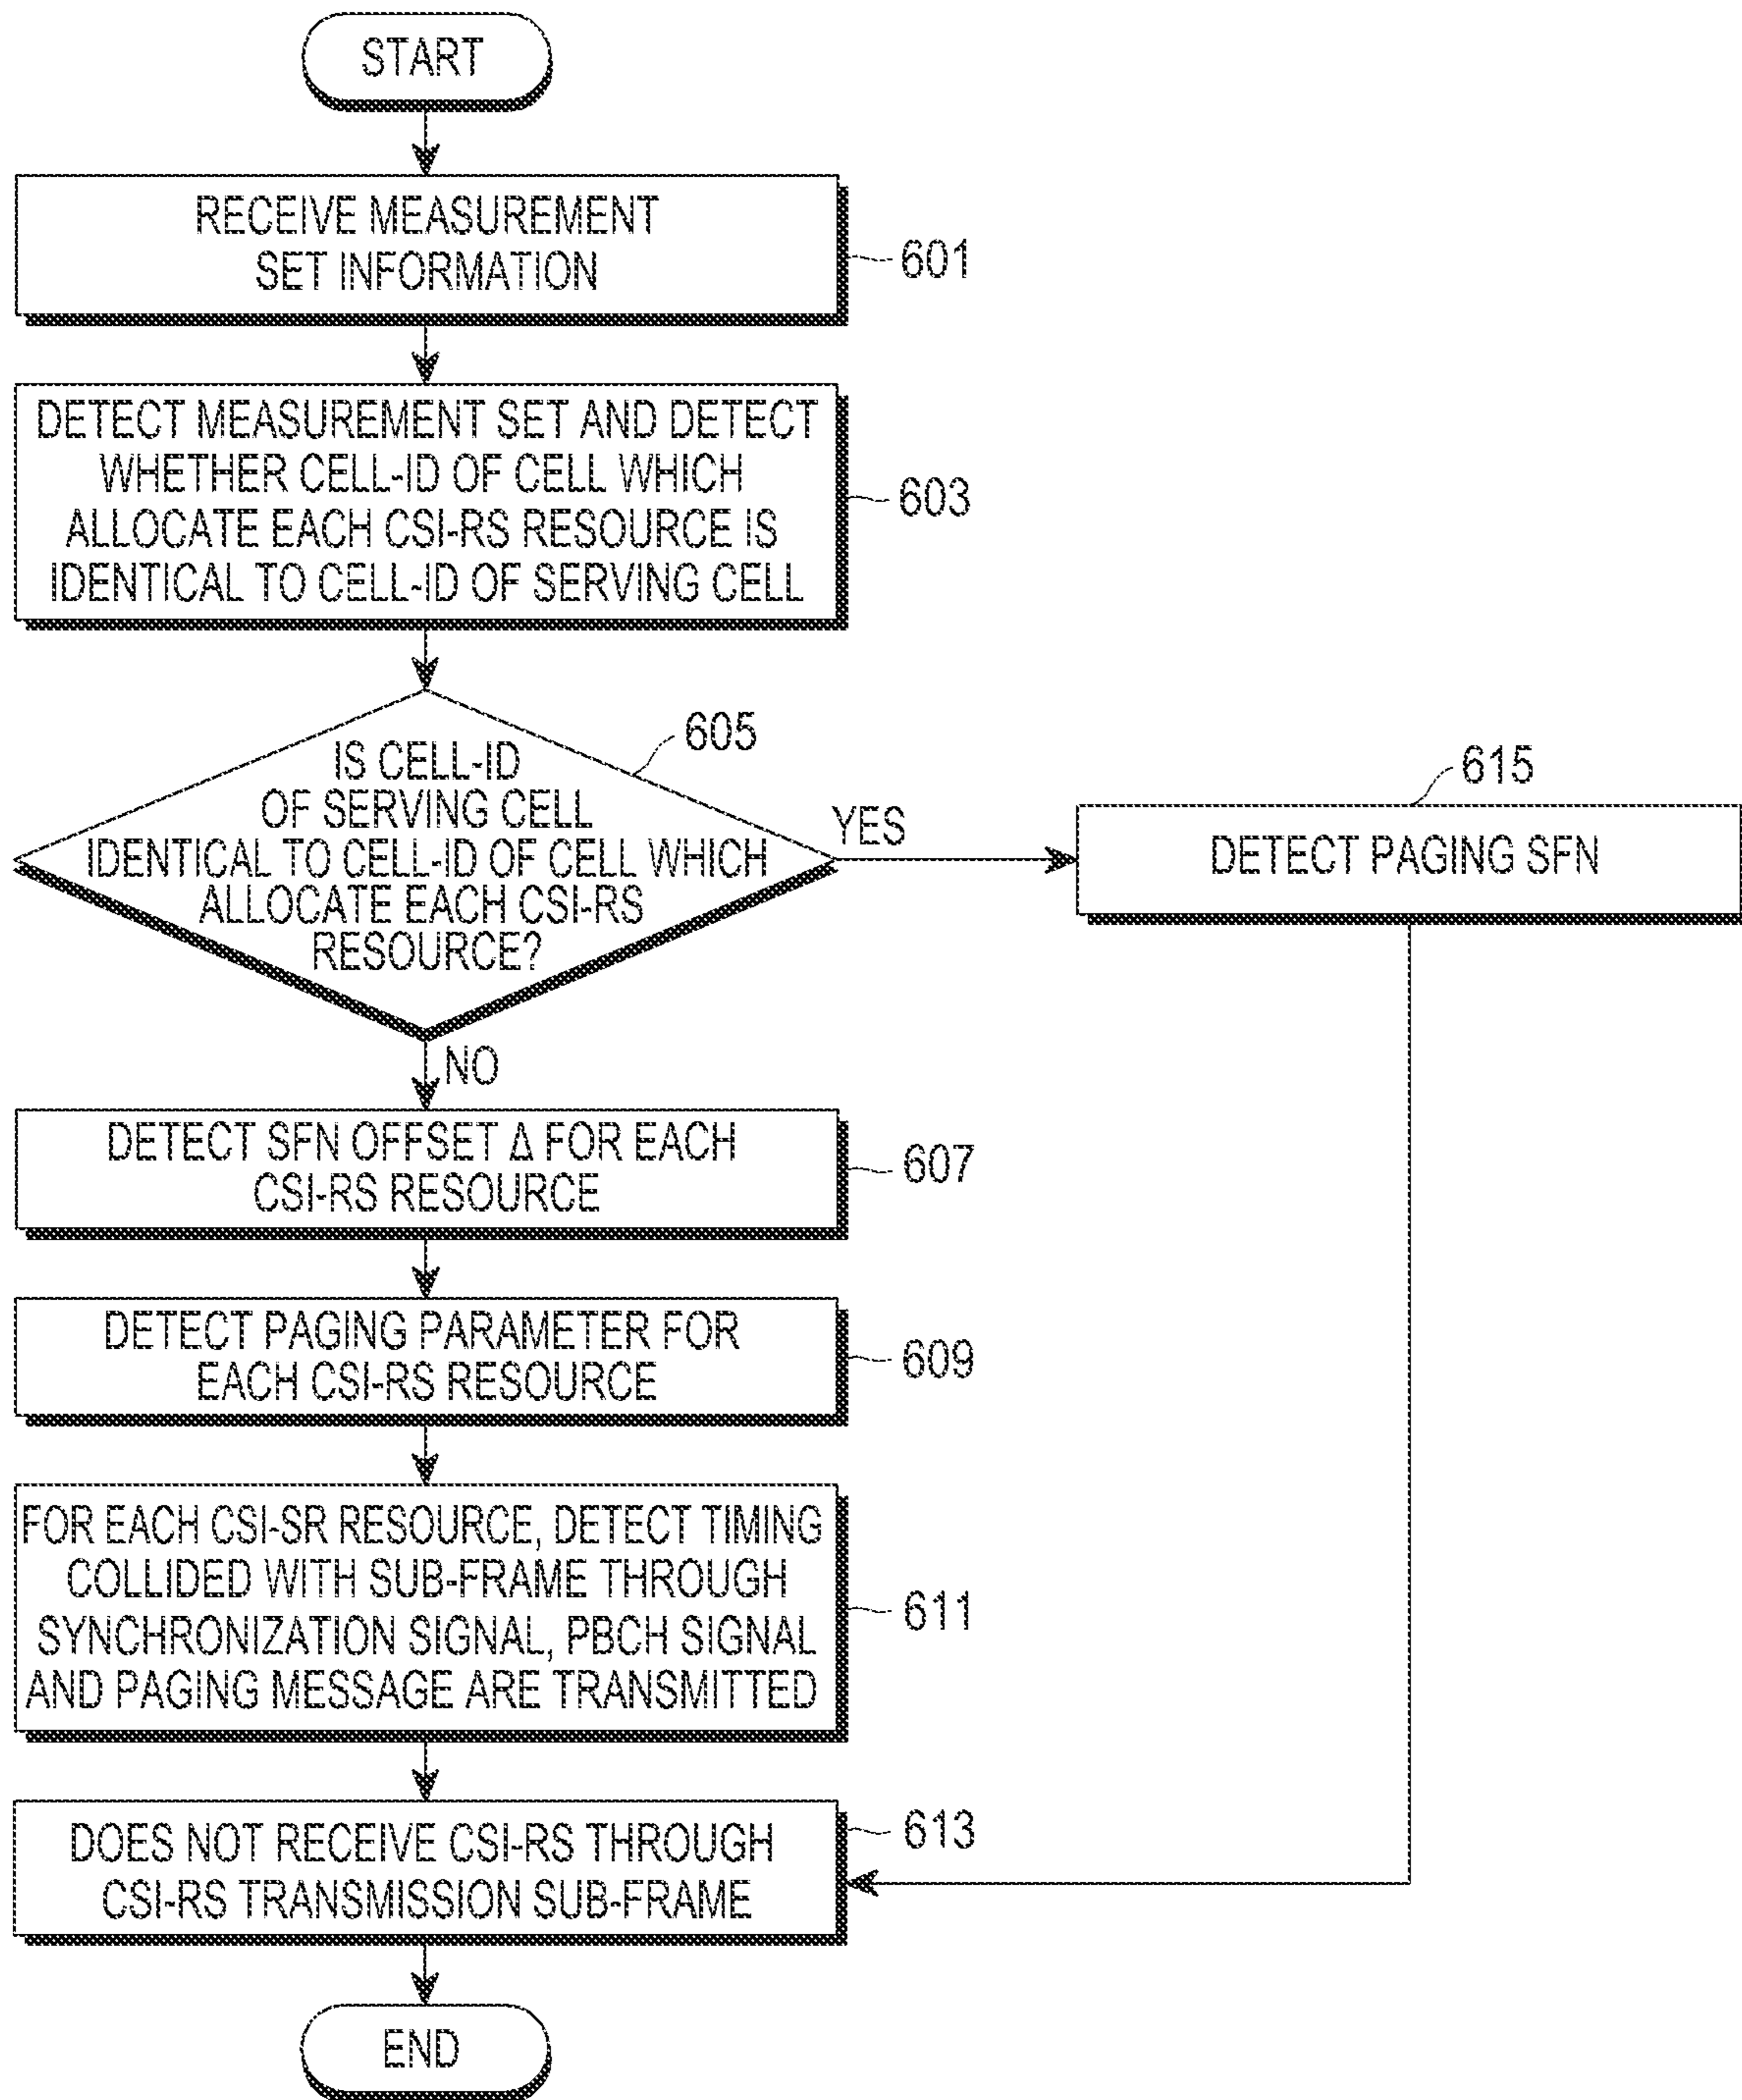 START
RECEIVE MEASUREMENT
SET INFORMATION
601
DETECT MEASUREMENT SET AND DETECT
WHETHER CELL-ID OF CELL WHICH
ALLOCATE EACH CSI-RS RESOURCE IS
IDENTICAL TO CELL-ID OF SERVING CELL
603
605
IS CELL-ID
OF SERVING CELL
IDENTICAL TO CELL-ID OF CELL WHICH
ALLOCATE EACH CSI-RS
RESOURCE?
YES
615
DETECT PAGING SFN
NO
DETECT SFN OFFSET Δ FOR EACH
CSI-RS RESOURCE
607
DETECT PAGING PARAMETER FOR
EACH CSI-RS RESOURCE
609
FOR EACH CSI-SR RESOURCE, DETECT TIMING
COLLIDED WITH SUB-FRAME THROUGH
SYNCHRONIZATION SIGNAL, PBCH SIGNAL
AND PAGING MESSAGE ARE TRANSMITTED
611
DOES NOT RECEIVE CSI-RS THROUGH
CSI-RS TRANSMISSION SUB-FRAME
613
END